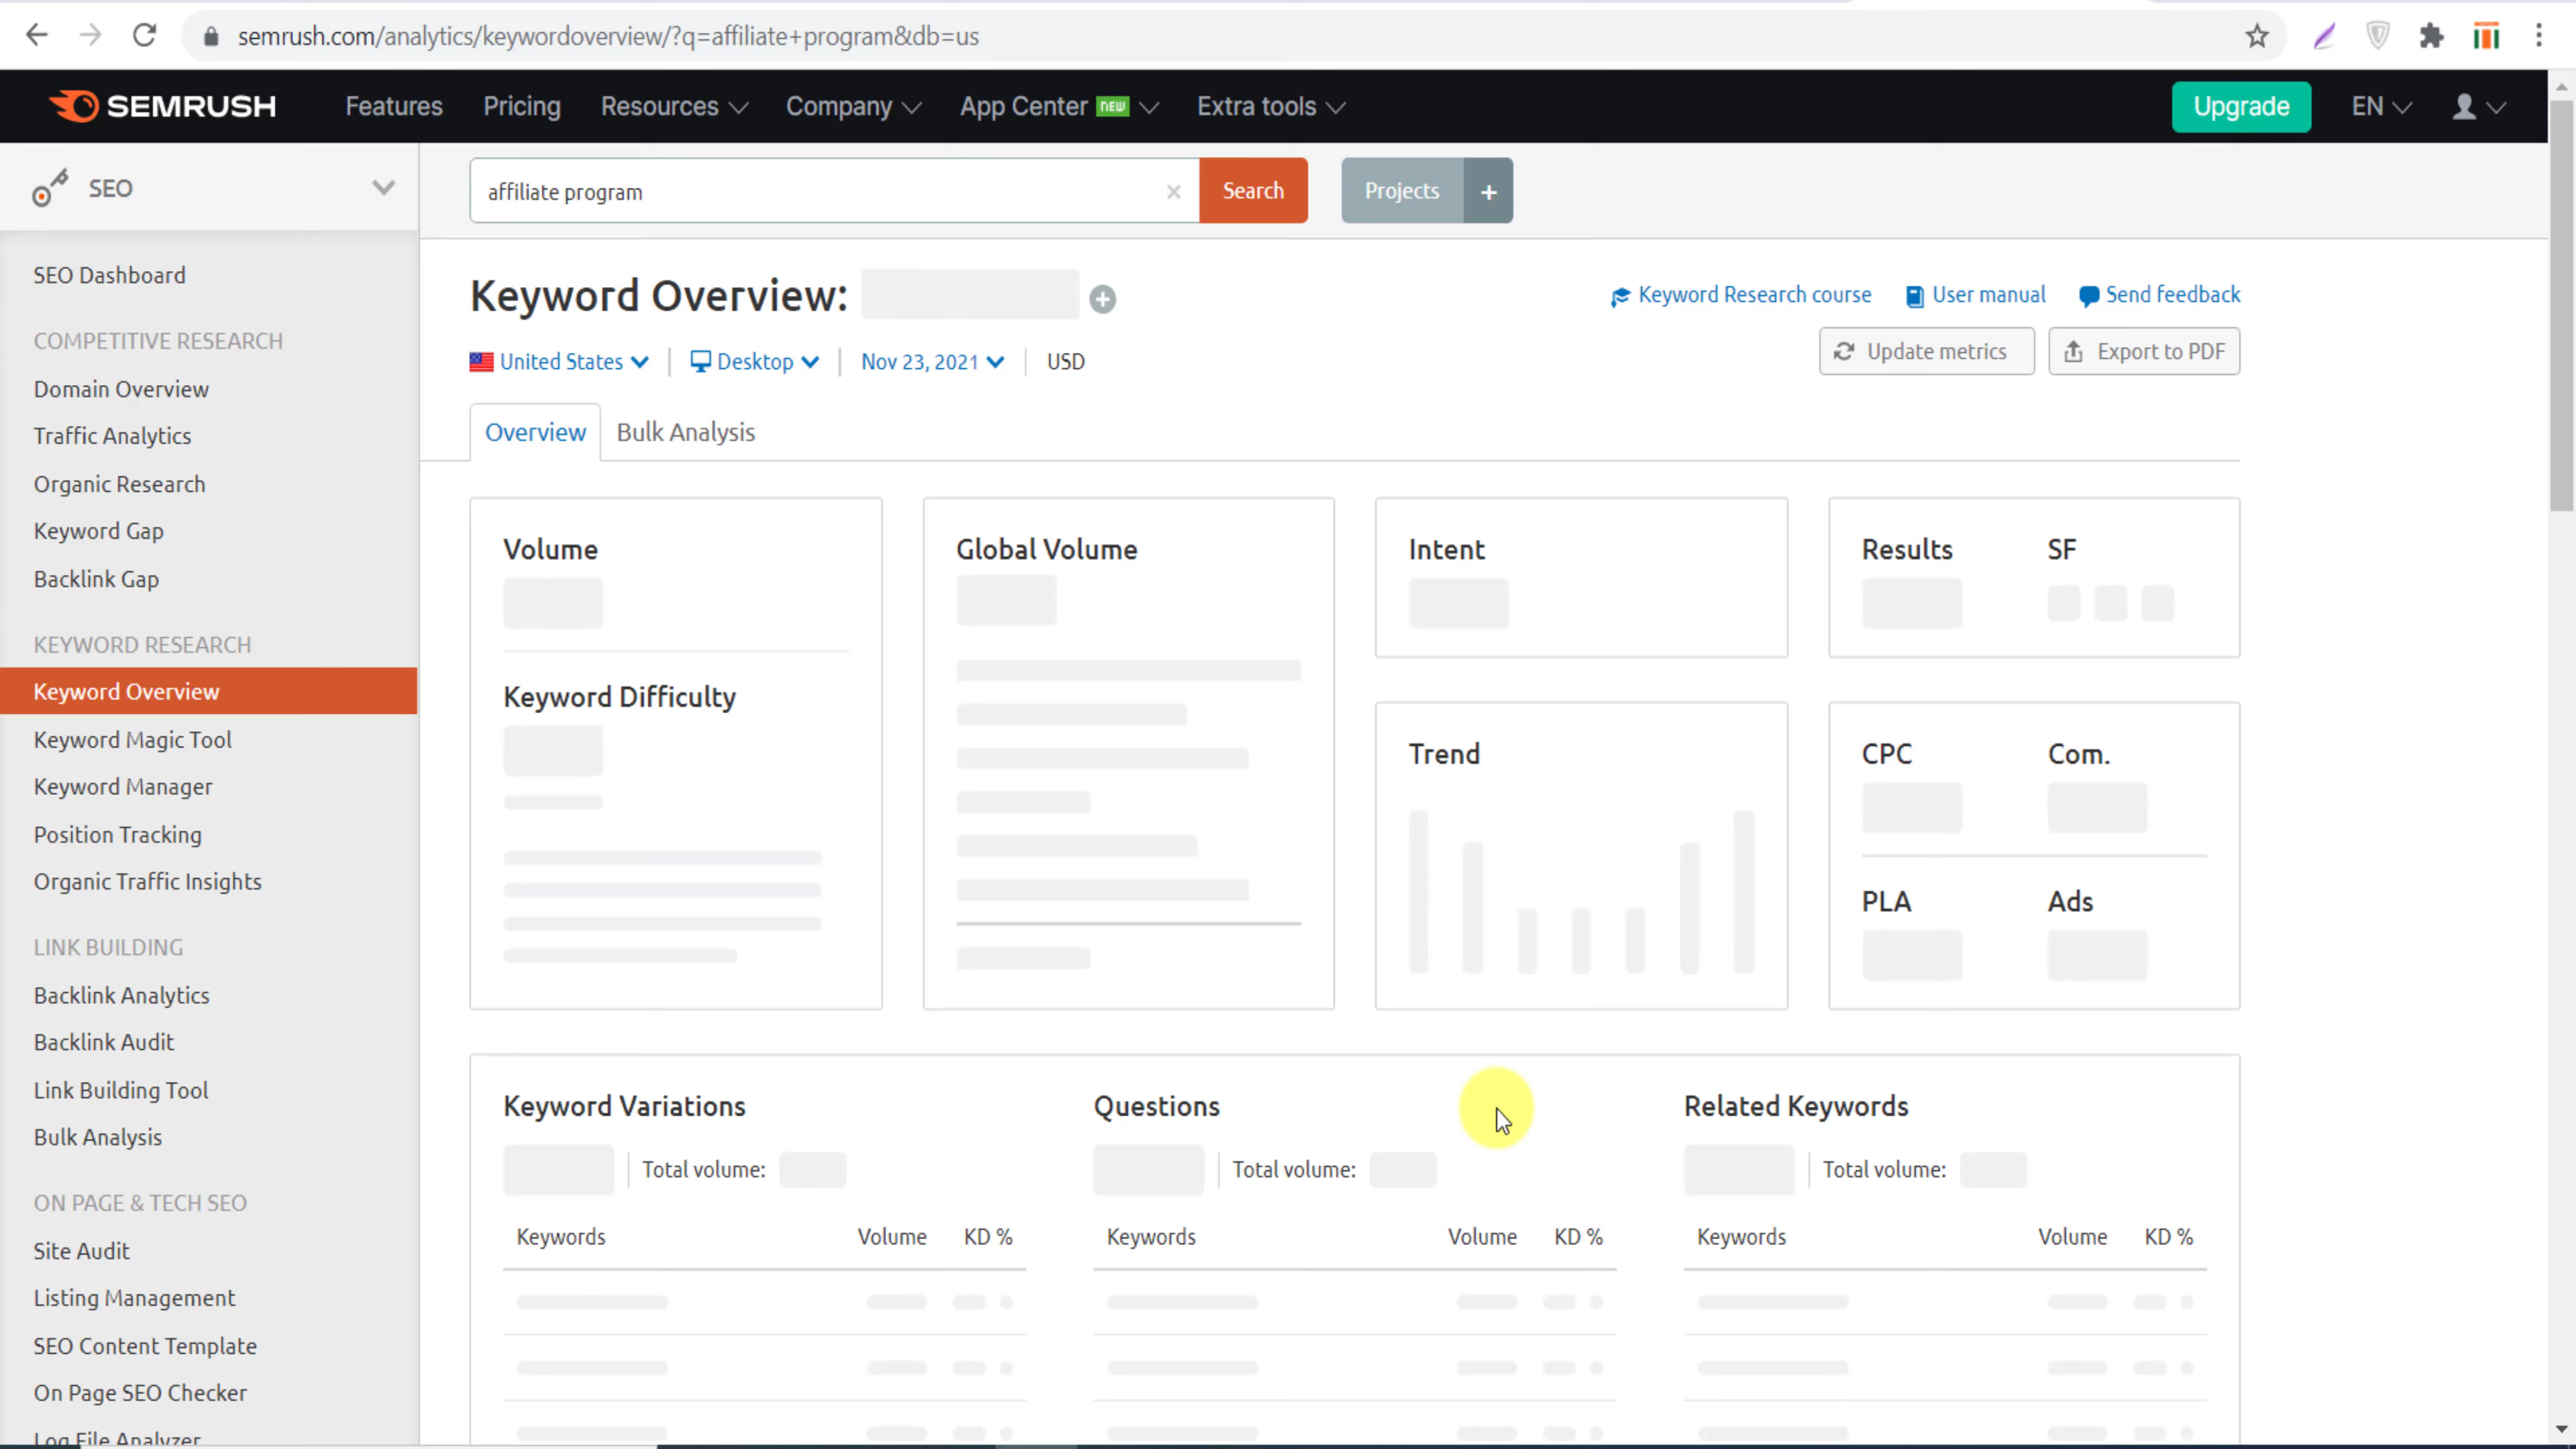 semrush.com/analytics/keywordoverview/?q=affiliate+program&db=us
SEMRUSH Features Pricing Resources Company App Center NEW Extra tools Upgrade EN
SEO
affiliate program × Search Projects +
SEO Dashboard
COMPETITIVE RESEARCH
Domain Overview
Traffic Analytics
Organic Research
Keyword Gap
Backlink Gap
KEYWORD RESEARCH
Keyword Overview
Keyword Magic Tool
Keyword Manager
Position Tracking
Organic Traffic Insights
LINK BUILDING
Backlink Analytics
Backlink Audit
Link Building Tool
Bulk Analysis
ON PAGE & TECH SEO
Site Audit
Listing Management
SEO Content Template
On Page SEO Checker
Log File Analyzer
Keyword Overview:
Keyword Research course User manual Send feedback
United States Desktop Nov 23, 2021 USD
Update metrics Export to PDF
Overview Bulk Analysis
Volume
Keyword Difficulty
Global Volume
Intent
Trend
Results SF
CPC Com.
PLA Ads
Keyword Variations
Total volume:
Keywords Volume KD %
Questions
Total volume:
Keywords Volume KD %
Related Keywords
Total volume:
Keywords Volume KD %